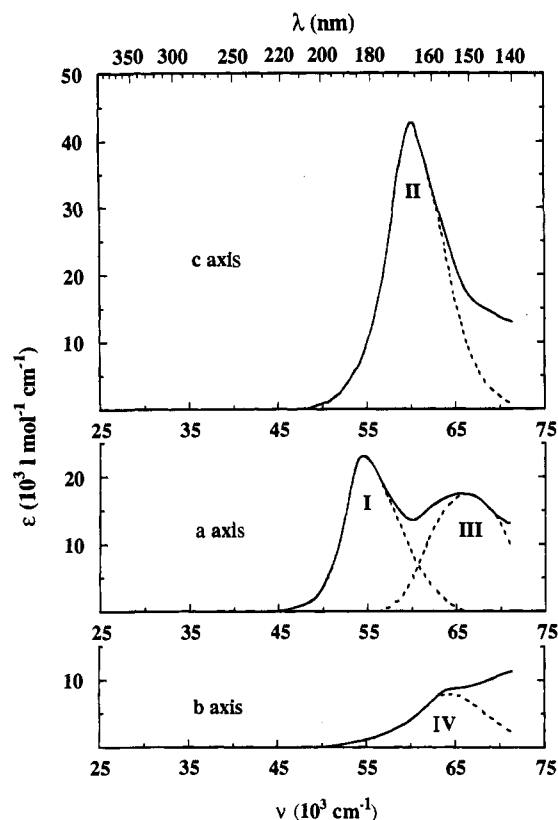 λ (nm)
350 300 250 200 180 160 150 140
50
40
30
20
10
II
c axis
25 35 45 55 65 75
ε (10³ l mol⁻¹ cm⁻¹)
20
10
I
III
a axis
25 35 45 55 65 75
10
b axis
IV
25 35 45 55 65 75
ν (10³ cm⁻¹)